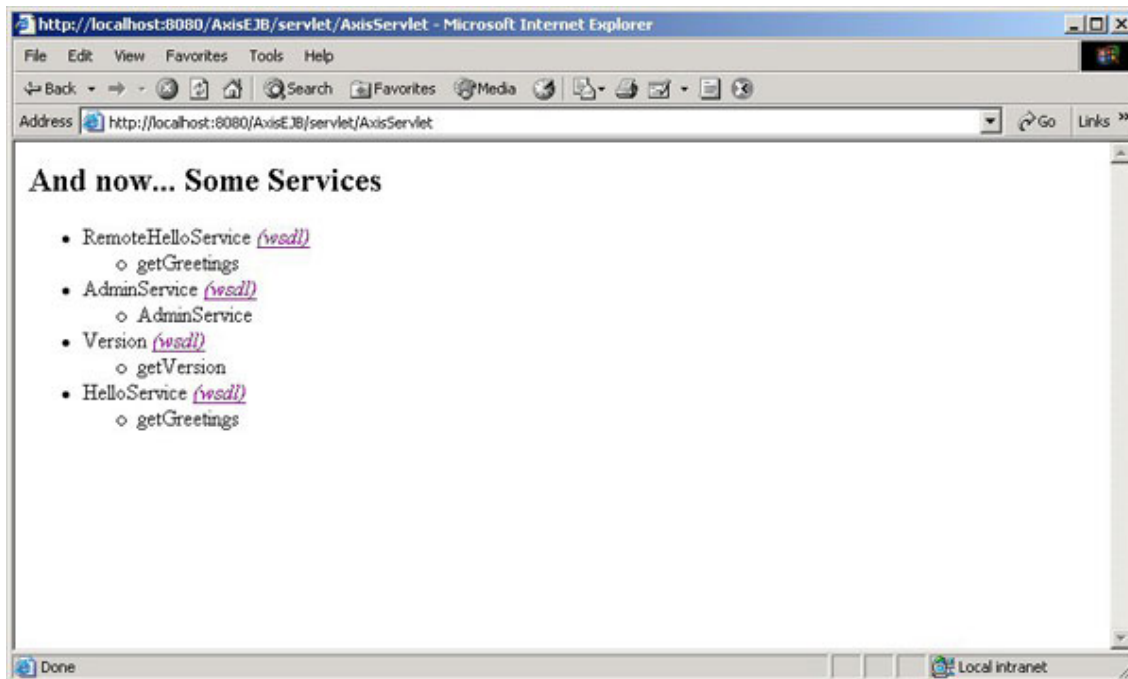 http://localhost:8080/AxisEJB/servlet/AxisServlet - Microsoft Internet Explorer
File Edit View Favorites Tools Help
Back Search Favorites Media
Address http://localhost:8080/AxisEJB/servlet/AxisServlet Go Links »
And now... Some Services
• RemoteHelloService (wsdl)
○ getGreetings
• AdminService (wsdl)
○ AdminService
• Version (wsdl)
○ getVersion
• HelloService (wsdl)
○ getGreetings
Done Local intranet